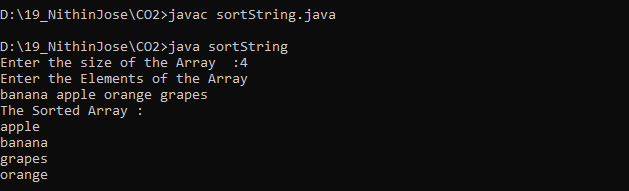 D:\19_NithinJose\CO2>javac sortString.java
D:\19_NithinJose\CO2>java sortString
Enter the size of the Array  :4
Enter the Elements of the Array
banana apple orange grapes
The Sorted Array :
apple
banana
grapes
orange